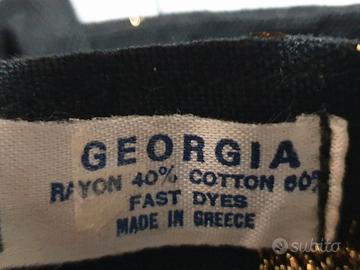 GEORGIA
RAYON 40% COTTON 60%
FAST DYES
MADE IN GREECE
subito